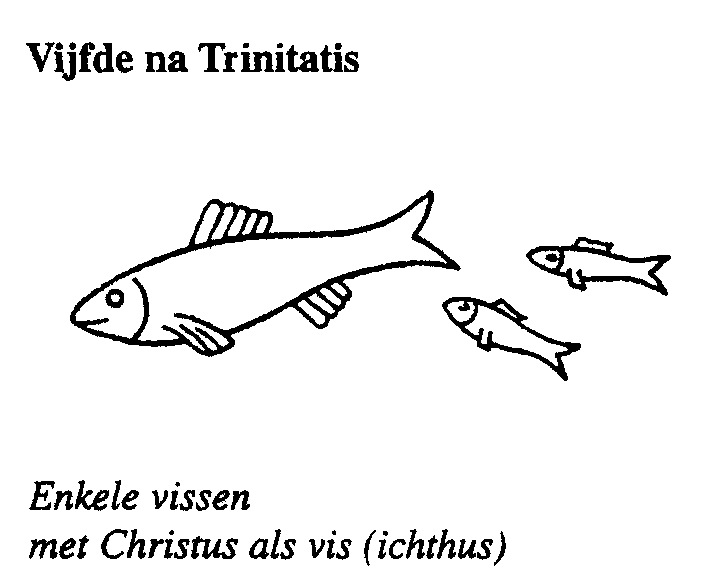 Vijfde na Trinitatis
Enkele vissen
met Christus als vis (ichthus)